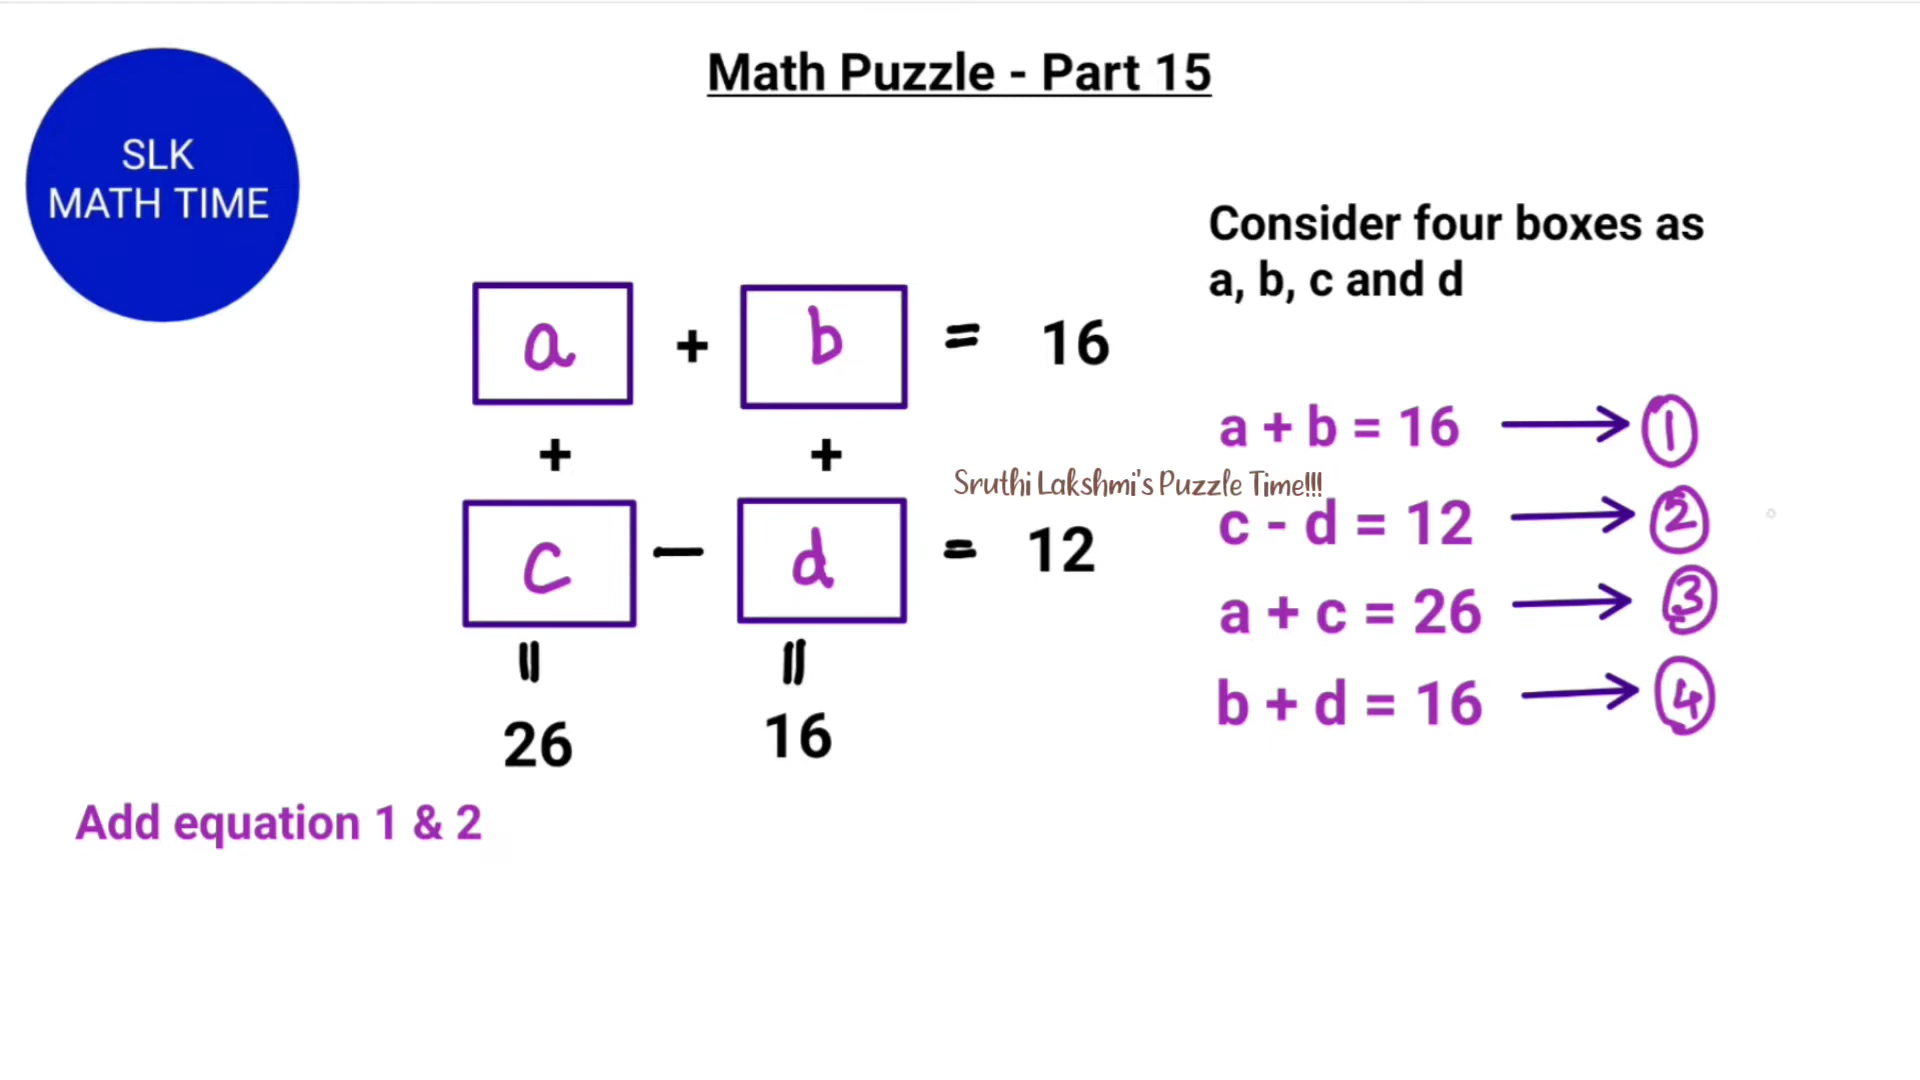 Math Puzzle - Part 15
SLK
MATH TIME
Consider four boxes as
a, b, c and d
a + b = 16
+ +
c - d = 12
= =
26 16
Sruthi Lakshmi's Puzzle Time!!!
a + b = 16 → 1
c - d = 12 → 2
a + c = 26 → 3
b + d = 16 → 4
Add equation 1 & 2